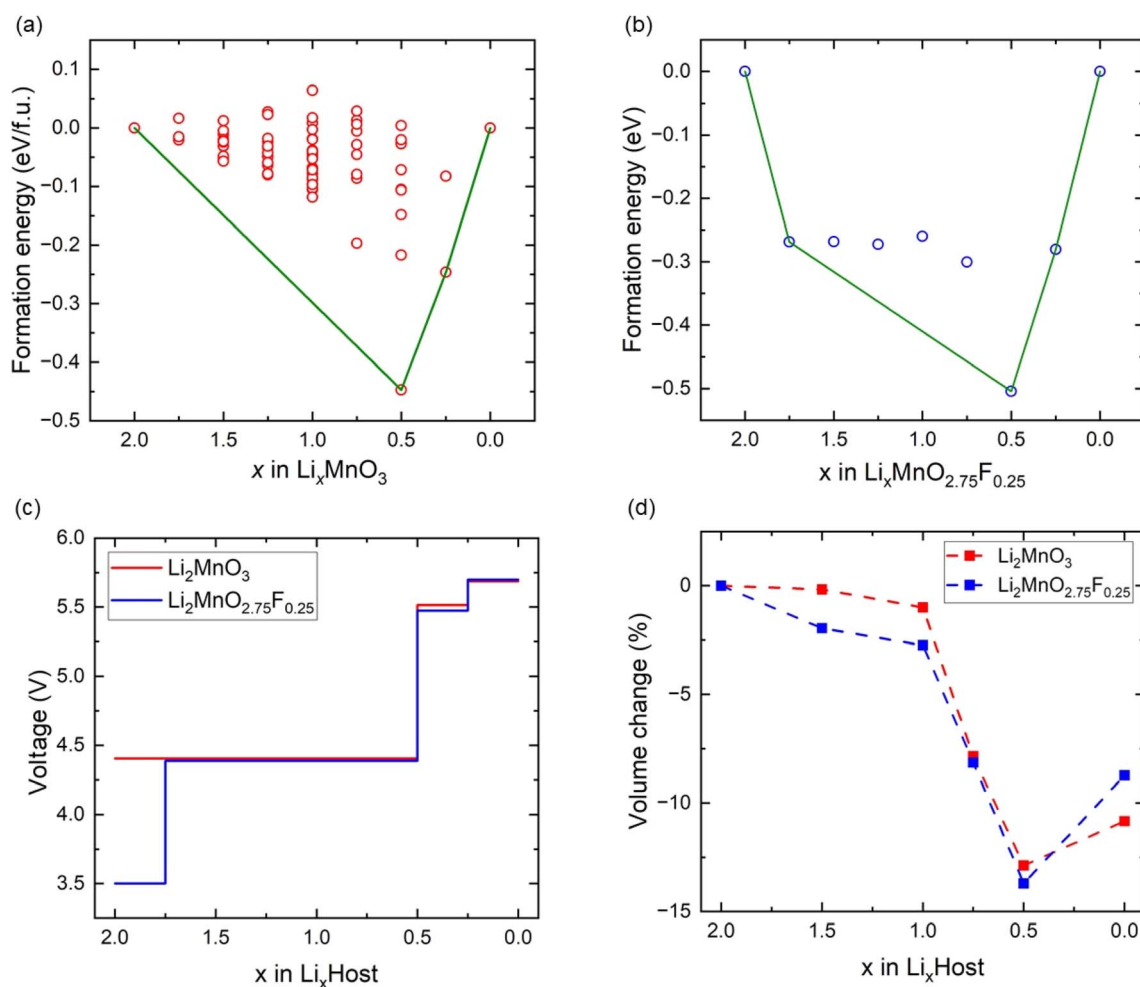 (a)
0.1
0.0
−0.1
−0.2
−0.3
−0.4
−0.5
Formation energy (eV/f.u.)
2.0 1.5 1.0 0.5 0.0
x in LiₓMnO₃
(b)
0.0
−0.1
−0.2
−0.3
−0.4
−0.5
Formation energy (eV)
2.0 1.5 1.0 0.5 0.0
x in LiₓMnO₂.₇₅F₀.₂₅
(c)
6.0
5.5
5.0
4.5
4.0
3.5
Voltage (V)
Li₂MnO₃
Li₂MnO₂.₇₅F₀.₂₅
2.0 1.5 1.0 0.5 0.0
x in LiₓHost
(d)
0
−5
−10
−15
Volume change (%)
Li₂MnO₃
Li₂MnO₂.₇₅F₀.₂₅
2.0 1.5 1.0 0.5 0.0
x in LiₓHost